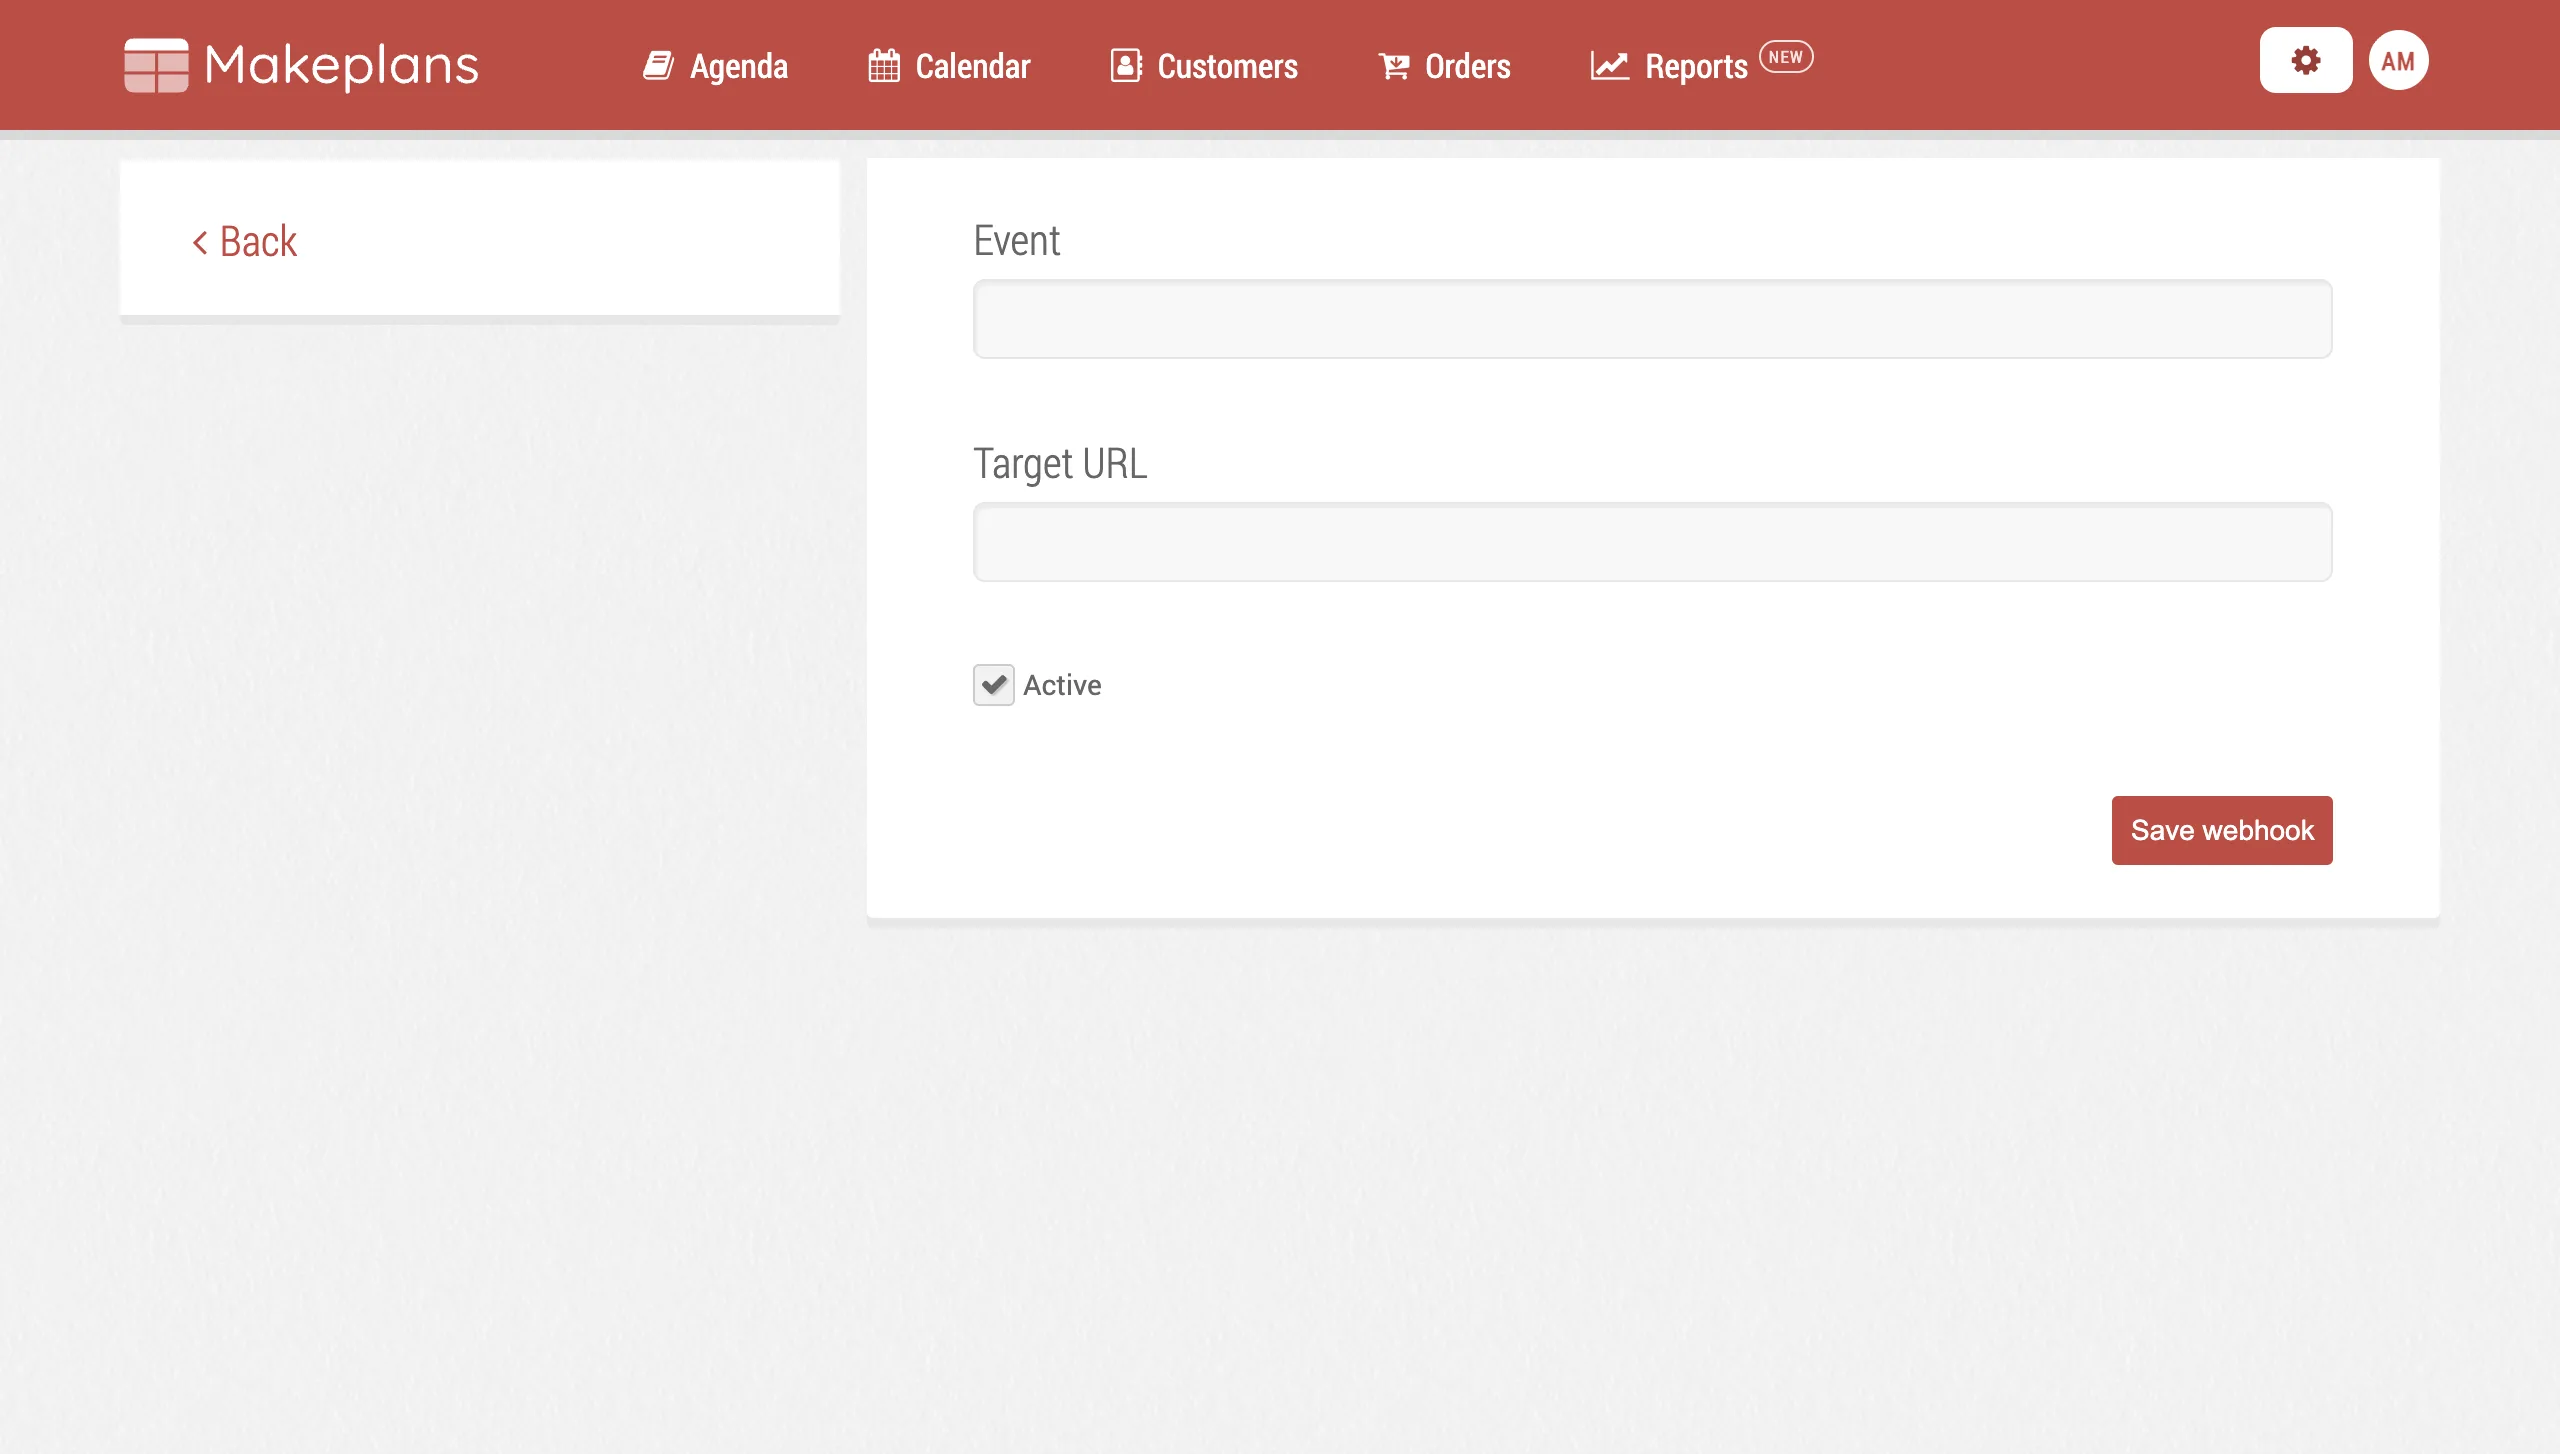 Makeplans
Agenda
Calendar
Customers
Orders
Reports NEW
AM
Back
Event
Target URL
Active
Save webhook